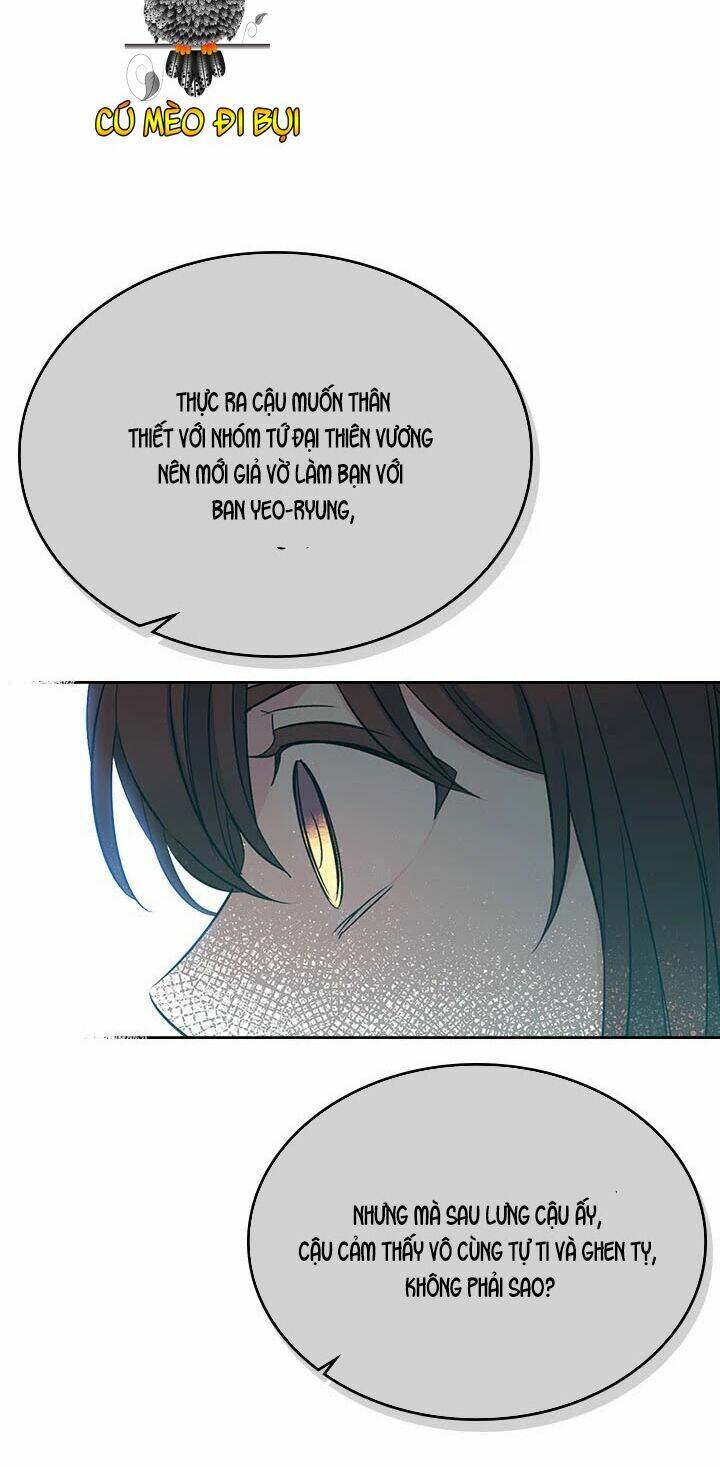 CÚ MÈO ĐI BỤI
THỰC RA CẬU MUỐN THÂN
THIẾT VỚI NHÓM TỨ ĐẠI THIÊN VƯƠNG
NÊN MỚI GIẢ VỜ LÀM BẠN VỚI
BAN YEO-RYUNG,
NHƯNG MÀ SAU LƯNG CẬU ẤY,
CẬU CẢM THẤY VÔ CÙNG TỰ TI VÀ GHEN TỴ,
KHÔNG PHẢI SAO?